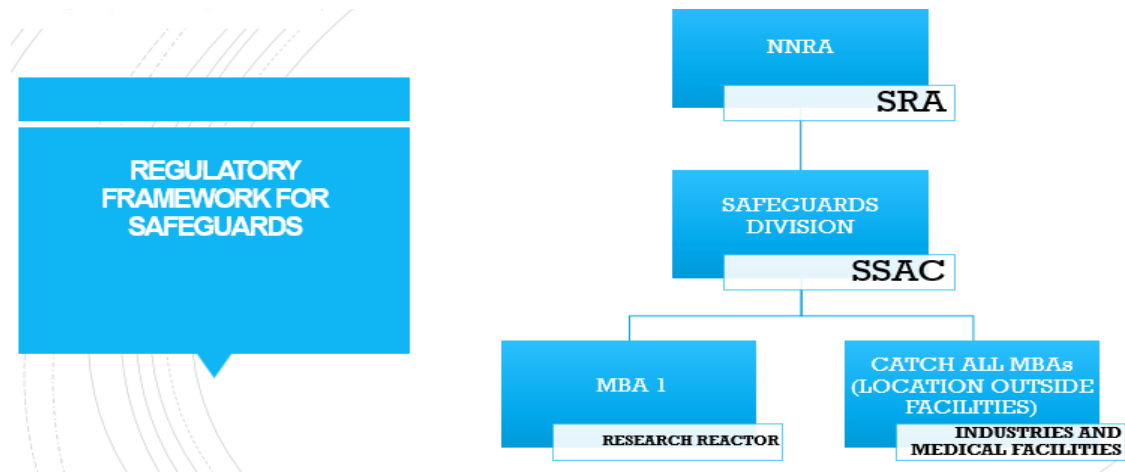 REGULATORY
FRAMEWORK FOR
SAFEGUARDS
NNRA
SRA
SAFEGUARDS
DIVISION
SSAC
MBA 1
RESEARCH REACTOR
CATCH ALL MBAs
(LOCATION OUTSIDE
FACILITIES)
INDUSTRIES AND
MEDICAL FACILITIES